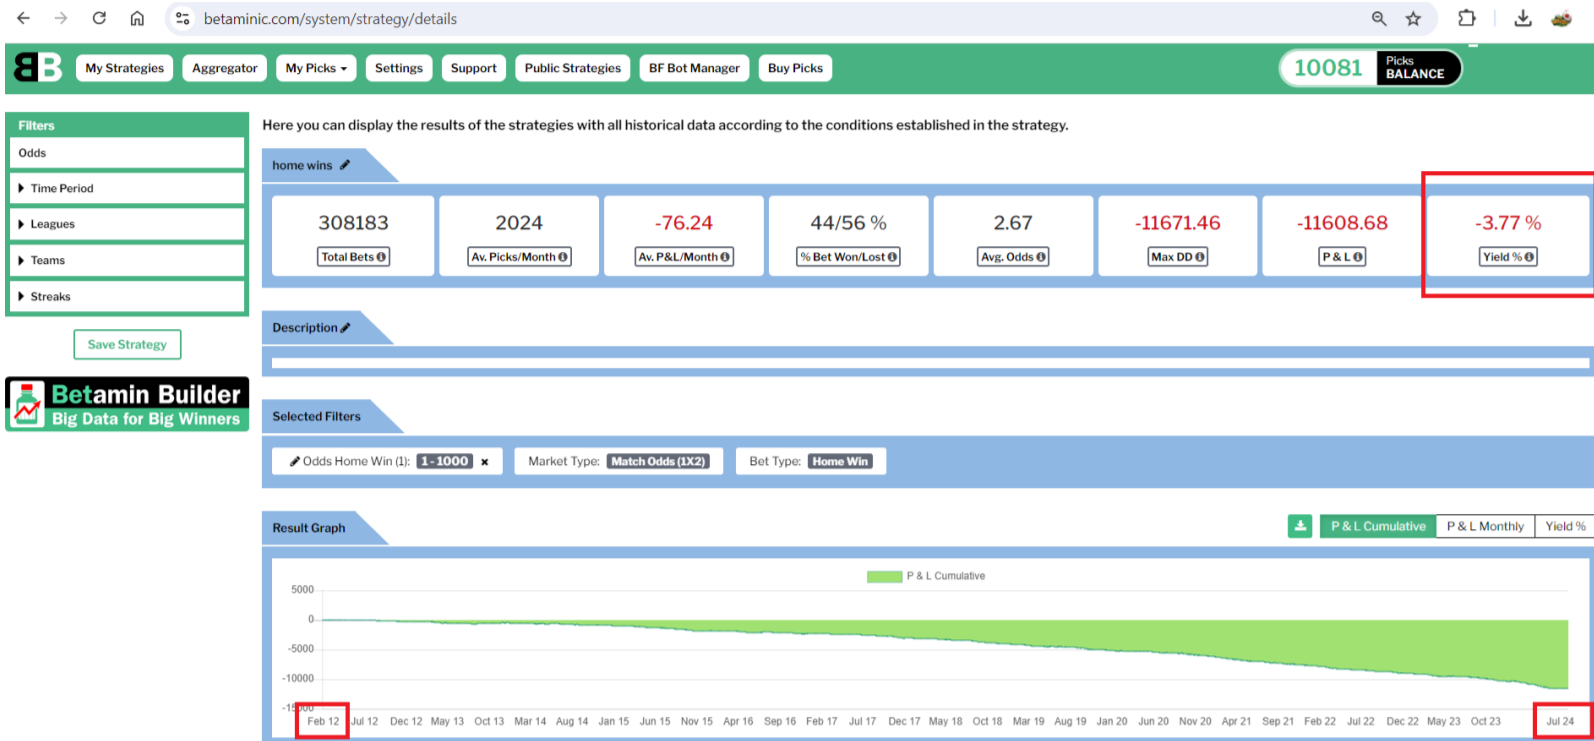 betaminic.com/system/strategy/details
BB My Strategies Aggregator My Picks Settings Support Public Strategies BF Bot Manager Buy Picks 10081 Picks BALANCE
Filters
Odds
Time Period
Leagues
Teams
Streaks
Save Strategy
Betamin Builder
Big Data for Big Winners
Here you can display the results of the strategies with all historical data according to the conditions established in the strategy.
home wins
308183 2024 -76.24 44/56 % 2.67 -11671.46 -11608.68 -3.77 %
Total Bets Av. Picks/Month Av. P&L/Month % Bet Won/Lost Avg. Odds Max DD P & L Yield %
Description
Selected Filters
Odds Home Win (1): 1 - 1000 × Market Type: Match Odds (1X2) Bet Type: Home Win
Result Graph P & L Cumulative P & L Monthly Yield %
P & L Cumulative
5000
0
-5000
-10000
-15000
Feb 12 Jul 12 Dec 12 May 13 Oct 13 Mar 14 Aug 14 Jan 15 Jun 15 Nov 15 Apr 16 Sep 16 Feb 17 Jul 17 Dec 17 May 18 Oct 18 Mar 19 Aug 19 Jan 20 Jun 20 Nov 20 Apr 21 Sep 21 Feb 22 Jul 22 Dec 22 May 23 Oct 23 Jul 24